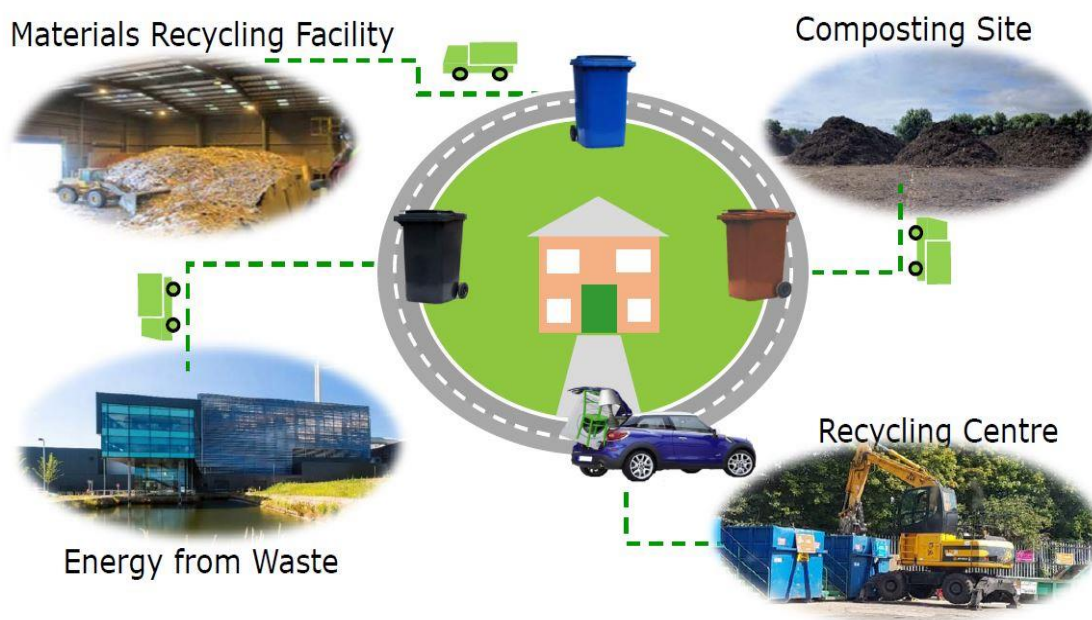 Materials Recycling Facility
Composting Site
Recycling Centre
Energy from Waste